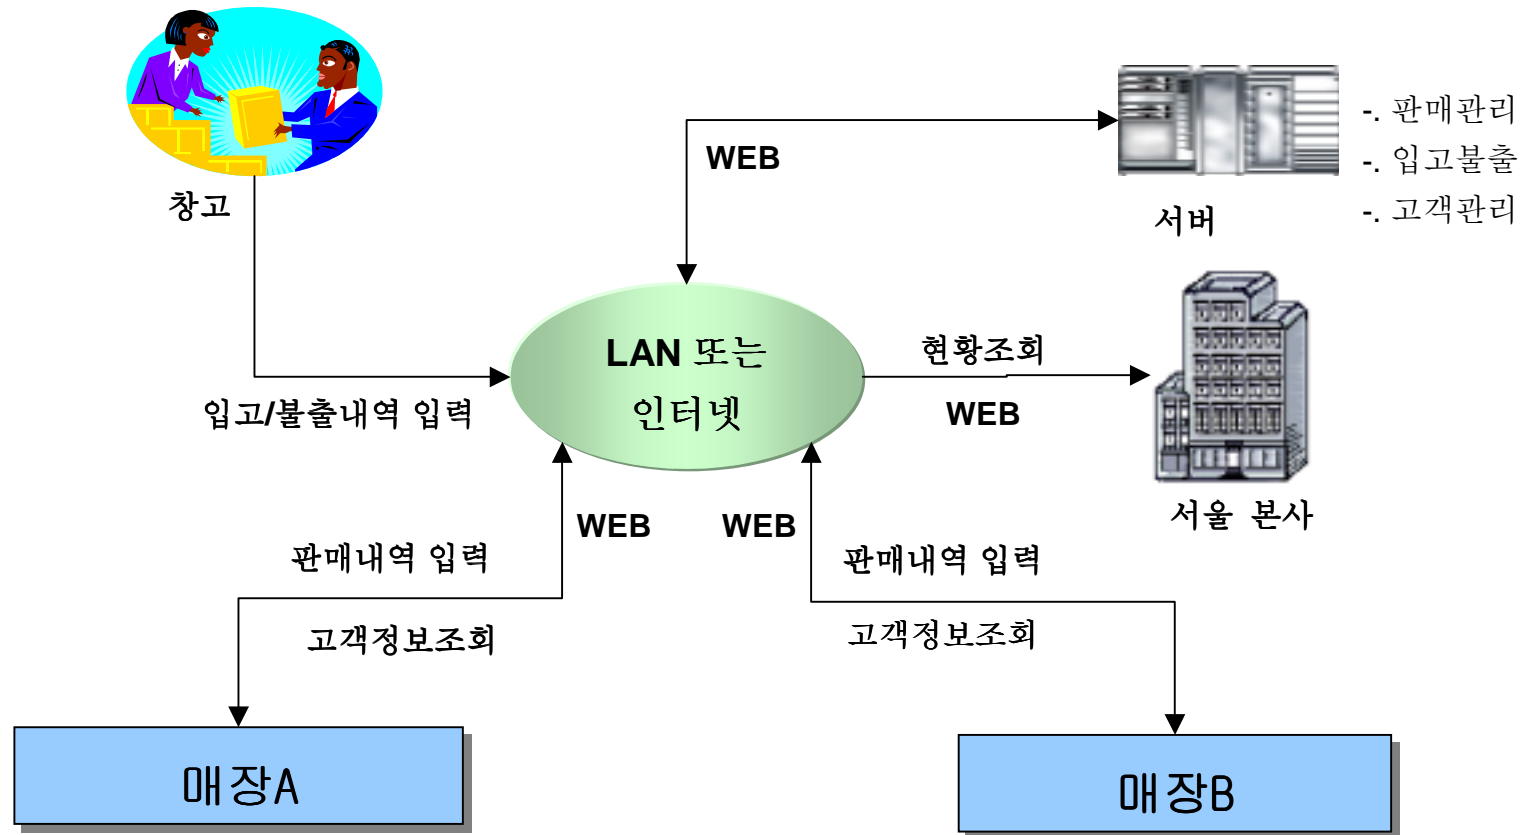 -. 판매관리
WEB
-. 입고불출
창고
서버
-. 고객관리
LAN 또는
인터넷
현황조회
WEB
입고/불출내역 입력
서울 본사
WEB
WEB
판매내역 입력
판매내역 입력
고객정보조회
고객정보조회
매장A
매장B